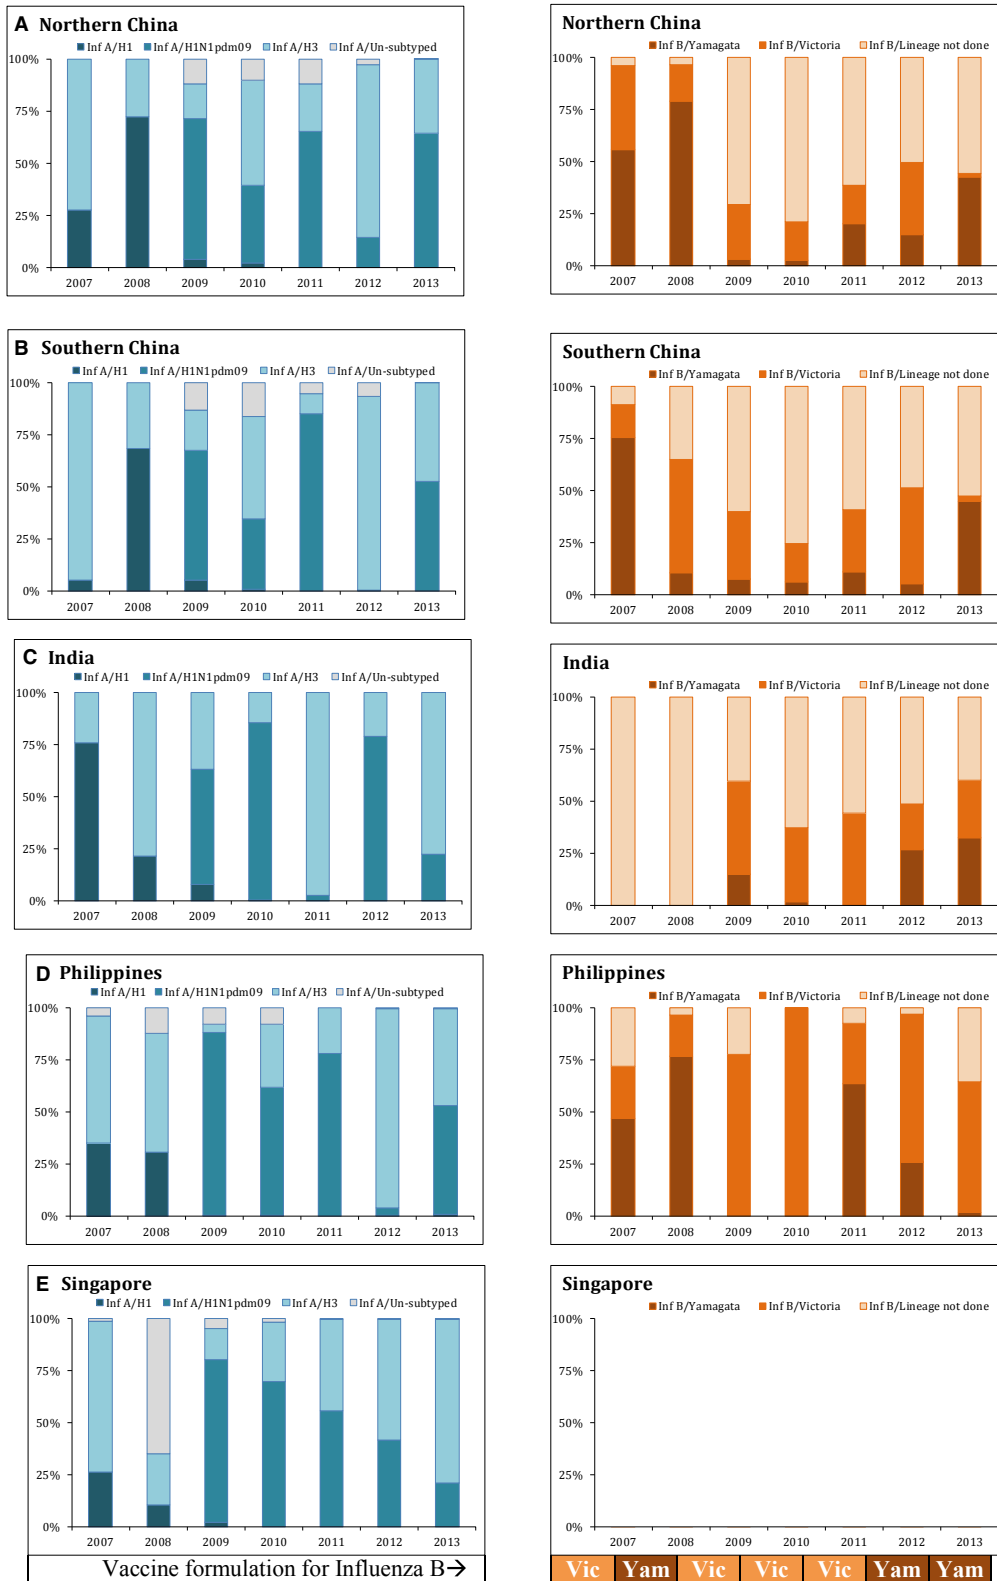 A Northern China
Inf A/H1 Inf A/H1N1pdm09 Inf A/H3 Inf A/Un-subtyped
100%
75%
50%
25%
0%
2007 2008 2009 2010 2011 2012 2013
Northern China
Inf B/Yamagata Inf B/Victoria Inf B/Lineage not done
100%
75%
50%
25%
0%
2007 2008 2009 2010 2011 2012 2013
B Southern China
Inf A/H1 Inf A/H1N1pdm09 Inf A/H3 Inf A/Un-subtyped
100%
75%
50%
25%
0%
2007 2008 2009 2010 2011 2012 2013
Southern China
Inf B/Yamagata Inf B/Victoria Inf B/Lineage not done
100%
75%
50%
25%
0%
2007 2008 2009 2010 2011 2012 2013
C India
Inf A/H1 Inf A/H1N1pdm09 Inf A/H3 Inf A/Un-subtyped
100%
75%
50%
25%
0%
2007 2008 2009 2010 2011 2012 2013
India
Inf B/Yamagata Inf B/Victoria Inf B/Lineage not done
100%
75%
50%
25%
0%
2007 2008 2009 2010 2011 2012 2013
D Philippines
Inf A/H1 Inf A/H1N1pdm09 Inf A/H3 Inf A/Un-subtyped
100%
75%
50%
25%
0%
2007 2008 2009 2010 2011 2012 2013
Philippines
Inf B/Yamagata Inf B/Victoria Inf B/Lineage not done
100%
75%
50%
25%
0%
2007 2008 2009 2010 2011 2012 2013
E Singapore
Inf A/H1 Inf A/H1N1pdm09 Inf A/H3 Inf A/Un-subtyped
100%
75%
50%
25%
0%
2007 2008 2009 2010 2011 2012 2013
Singapore
Inf B/Yamagata Inf B/Victoria Inf B/Lineage not done
100%
75%
50%
25%
0%
2007 2008 2009 2010 2011 2012 2013
Vaccine formulation for Influenza B→
Vic Yam Vic Vic Vic Yam Yam